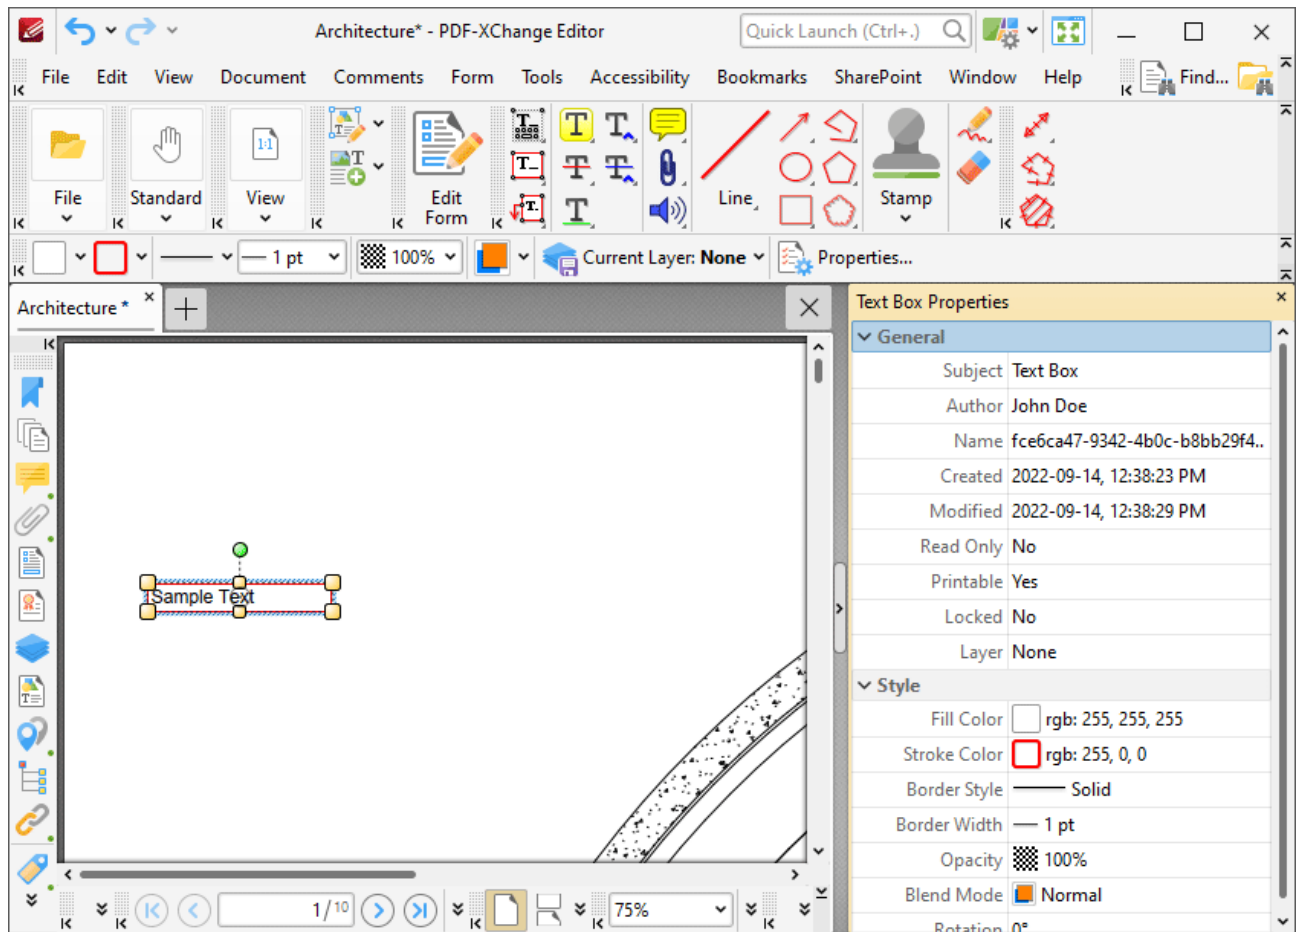 Architecture* - PDF-XChange Editor
Quick Launch (Ctrl+.)
File Edit View Document Comments Form Tools Accessibility Bookmarks SharePoint Window Help Find...
1:1
File Standard View Edit Form Line Stamp
1 pt 100% Current Layer: None Properties...
Architecture *
Text Box Properties
General
Subject Text Box
Author John Doe
Name fce6ca47-9342-4b0c-b8bb29f4..
Created 2022-09-14, 12:38:23 PM
Modified 2022-09-14, 12:38:29 PM
Read Only No
Printable Yes
Locked No
Layer None
Style
Fill Color rgb: 255, 255, 255
Stroke Color rgb: 255, 0, 0
Border Style Solid
Border Width 1 pt
Opacity 100%
Blend Mode Normal
Rotation 0°
Sample Text
1/10 75%